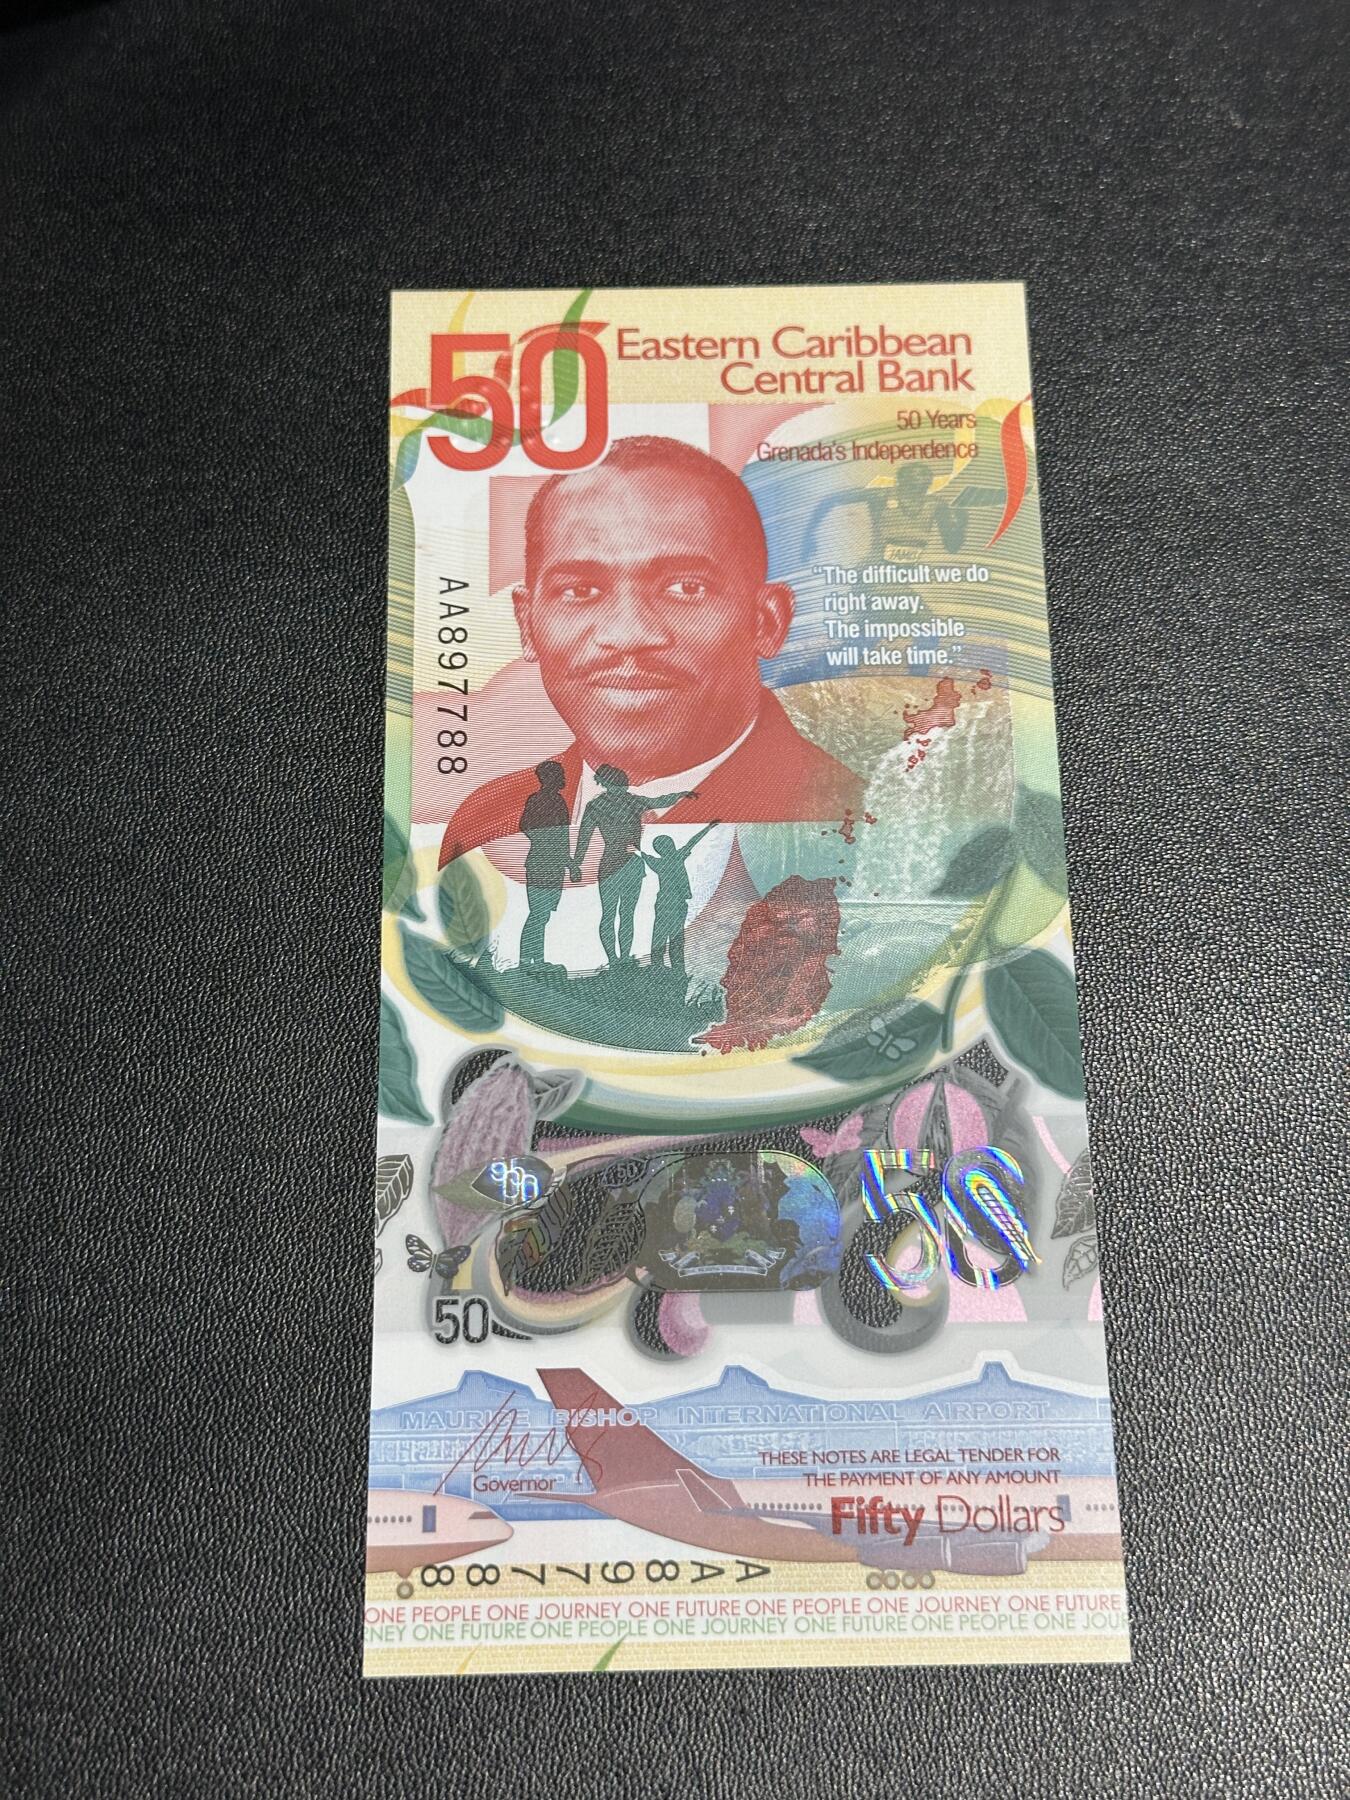 50
Eastern Caribbean
Central Bank
50 Years
Grenada's Independence
AA897788
“The difficult we do
right away.
The impossible
will take time.”
50
50
MAURICE BISHOP INTERNATIONAL AIRPORT
Governor
THESE NOTES ARE LEGAL TENDER FOR
THE PAYMENT OF ANY AMOUNT
Fifty Dollars
AA897788
ONE PEOPLE ONE JOURNEY ONE FUTURE ONE PEOPLE ONE JOURNEY ONE FUTURE
NEY ONE FUTURE ONE PEOPLE ONE JOURNEY ONE FUTURE ONE PEOPLE ONE JOU